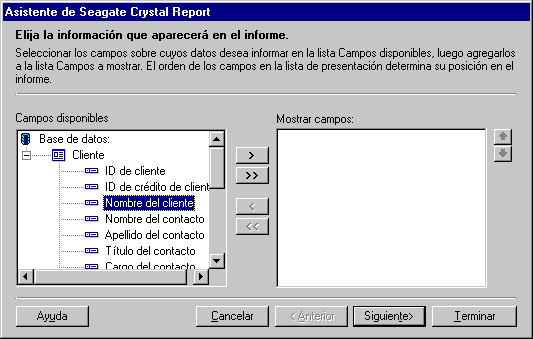 Asistente de Seagate Crystal Report
Elija la información que aparecerá en el informe.
Seleccionar los campos sobre cuyos datos desea informar en la lista Campos disponibles, luego agregarlos
a la lista Campos a mostrar. El orden de los campos en la lista de presentación determina su posición en el
informe.
Campos disponibles
Mostrar campos:
Base de datos:
Cliente
ID de cliente
ID de crédito de client
Nombre del cliente
Nombre del contacto
Apellido del contacto
Título del contacto
Cargo del contacto
>
>>
<
<<
Ayuda
Cancelar
< Anterior
Siguiente>
Terminar